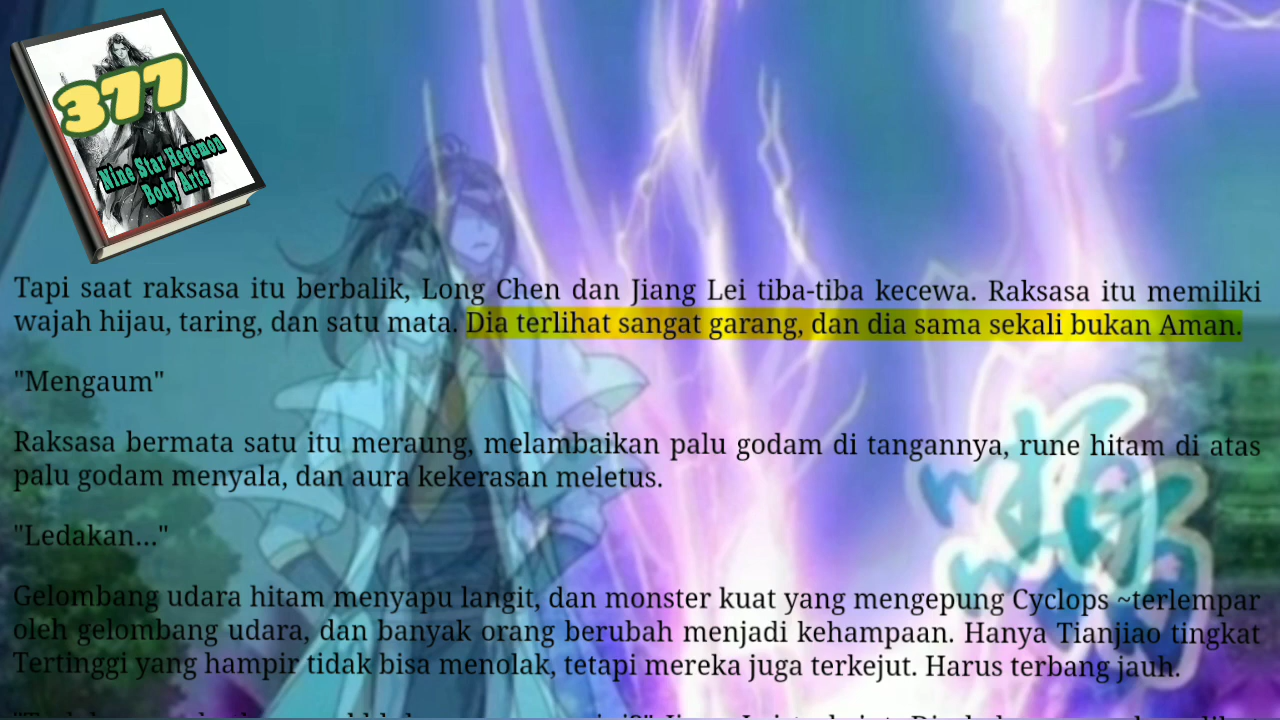 377
Nine Star Hegemon
Body Arts
Tapi saat raksasa itu berbalik, Long Chen dan Jiang Lei tiba-tiba kecewa. Raksasa itu memiliki
wajah hijau, taring, dan satu mata. Dia terlihat sangat garang, dan dia sama sekali bukan Aman.
"Mengaum"
Raksasa bermata satu itu meraung, melambaikan palu godam di tangannya, rune hitam di atas
palu godam menyala, dan aura kekerasan meletus.
"Ledakan..."
Gelombang udara hitam menyapu langit, dan monster kuat yang mengepung Cyclops ~terlempar
oleh gelombang udara, dan banyak orang berubah menjadi kehampaan. Hanya Tianjiao tingkat
Tertinggi yang hampir tidak bisa menolak, tetapi mereka juga terkejut. Harus terbang jauh.